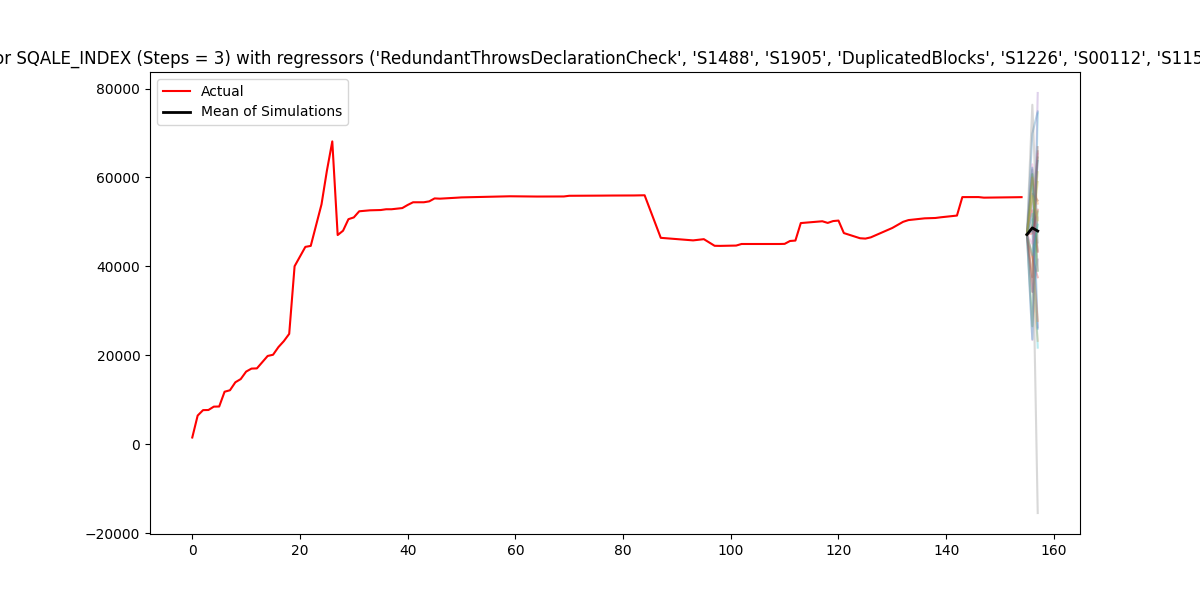 or SQALE_INDEX (Steps = 3) with regressors ('RedundantThrowsDeclarationCheck', 'S1488', 'S1905', 'DuplicatedBlocks', 'S1226', 'S00112', 'S115
Actual
Mean of Simulations
80000
60000
40000
20000
0
−20000
0 20 40 60 80 100 120 140 160